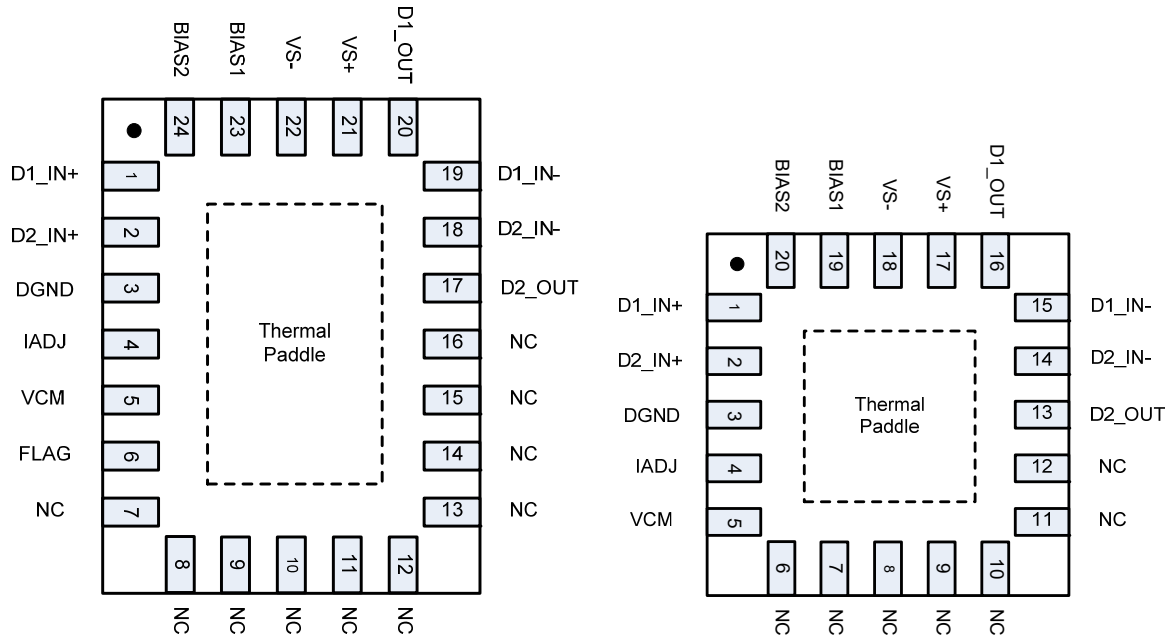 BIAS2
BIAS1
VS-
VS+
D1_OUT
24
23
22
21
20
D1_IN+
1
19
D1_IN-
D2_IN+
2
18
D2_IN-
DGND
3
17
D2_OUT
IADJ
4
16
NC
VCM
5
15
NC
FLAG
6
14
NC
NC
7
13
NC
Thermal
Paddle
8
9
10
11
12
NC
NC
NC
NC
NC
BIAS2
BIAS1
VS-
VS+
D1_OUT
20
19
18
17
16
D1_IN+
1
15
D1_IN-
D2_IN+
2
14
D2_IN-
DGND
3
13
D2_OUT
IADJ
4
12
NC
VCM
5
11
NC
Thermal
Paddle
6
7
8
9
10
NC
NC
NC
NC
NC